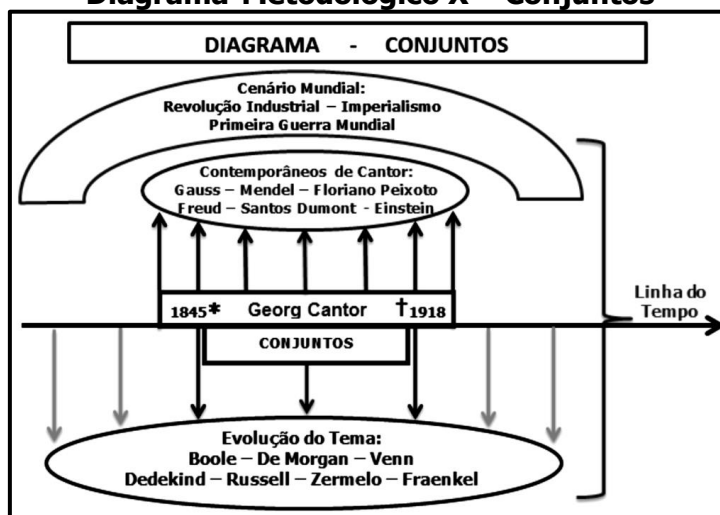 Diagrama Metodológico X – Conjuntos
DIAGRAMA - CONJUNTOS
Cenário Mundial:
Revolução Industrial – Imperialismo
Primeira Guerra Mundial
Contemporâneos de Cantor:
Gauss – Mendel – Floriano Peixoto
Freud – Santos Dumont - Einstein
1845* Georg Cantor †1918
Linha do
Tempo
CONJUNTOS
Evolução do Tema:
Boole – De Morgan – Venn
Dedekind – Russell – Zermelo – Fraenkel